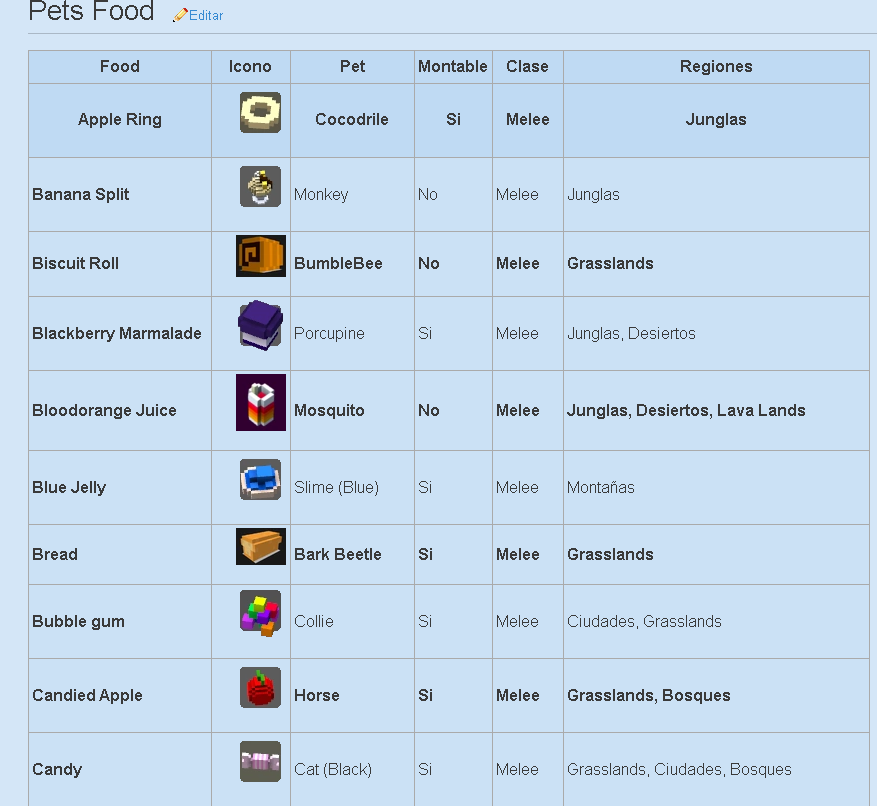 Pets Food Editar
Food Icono Pet Montable Clase Regiones
Apple Ring Cocodrile Si Melee Junglas
Banana Split Monkey No Melee Junglas
Biscuit Roll BumbleBee No Melee Grasslands
Blackberry Marmalade Porcupine Si Melee Junglas, Desiertos
Bloodorange Juice Mosquito No Melee Junglas, Desiertos, Lava Lands
Blue Jelly Slime (Blue) Si Melee Montañas
Bread Bark Beetle Si Melee Grasslands
Bubble gum Collie Si Melee Ciudades, Grasslands
Candied Apple Horse Si Melee Grasslands, Bosques
Candy Cat (Black) Si Melee Grasslands, Ciudades, Bosques